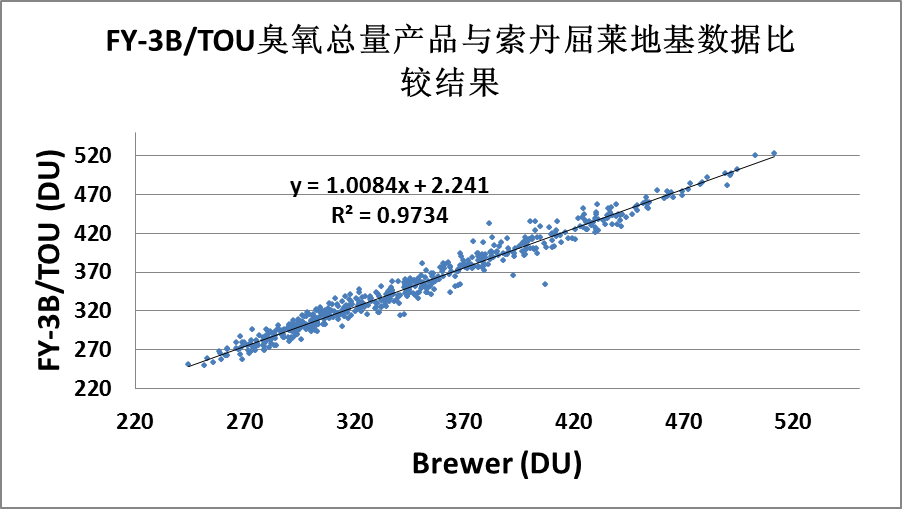 FY-3B/TOU臭氧总量产品与索丹屈莱地基数据比
较结果
y = 1.0084x + 2.241
R² = 0.9734
FY-3B/TOU (DU)
520
470
420
370
320
270
220
220 270 320 370 420 470 520
Brewer (DU)